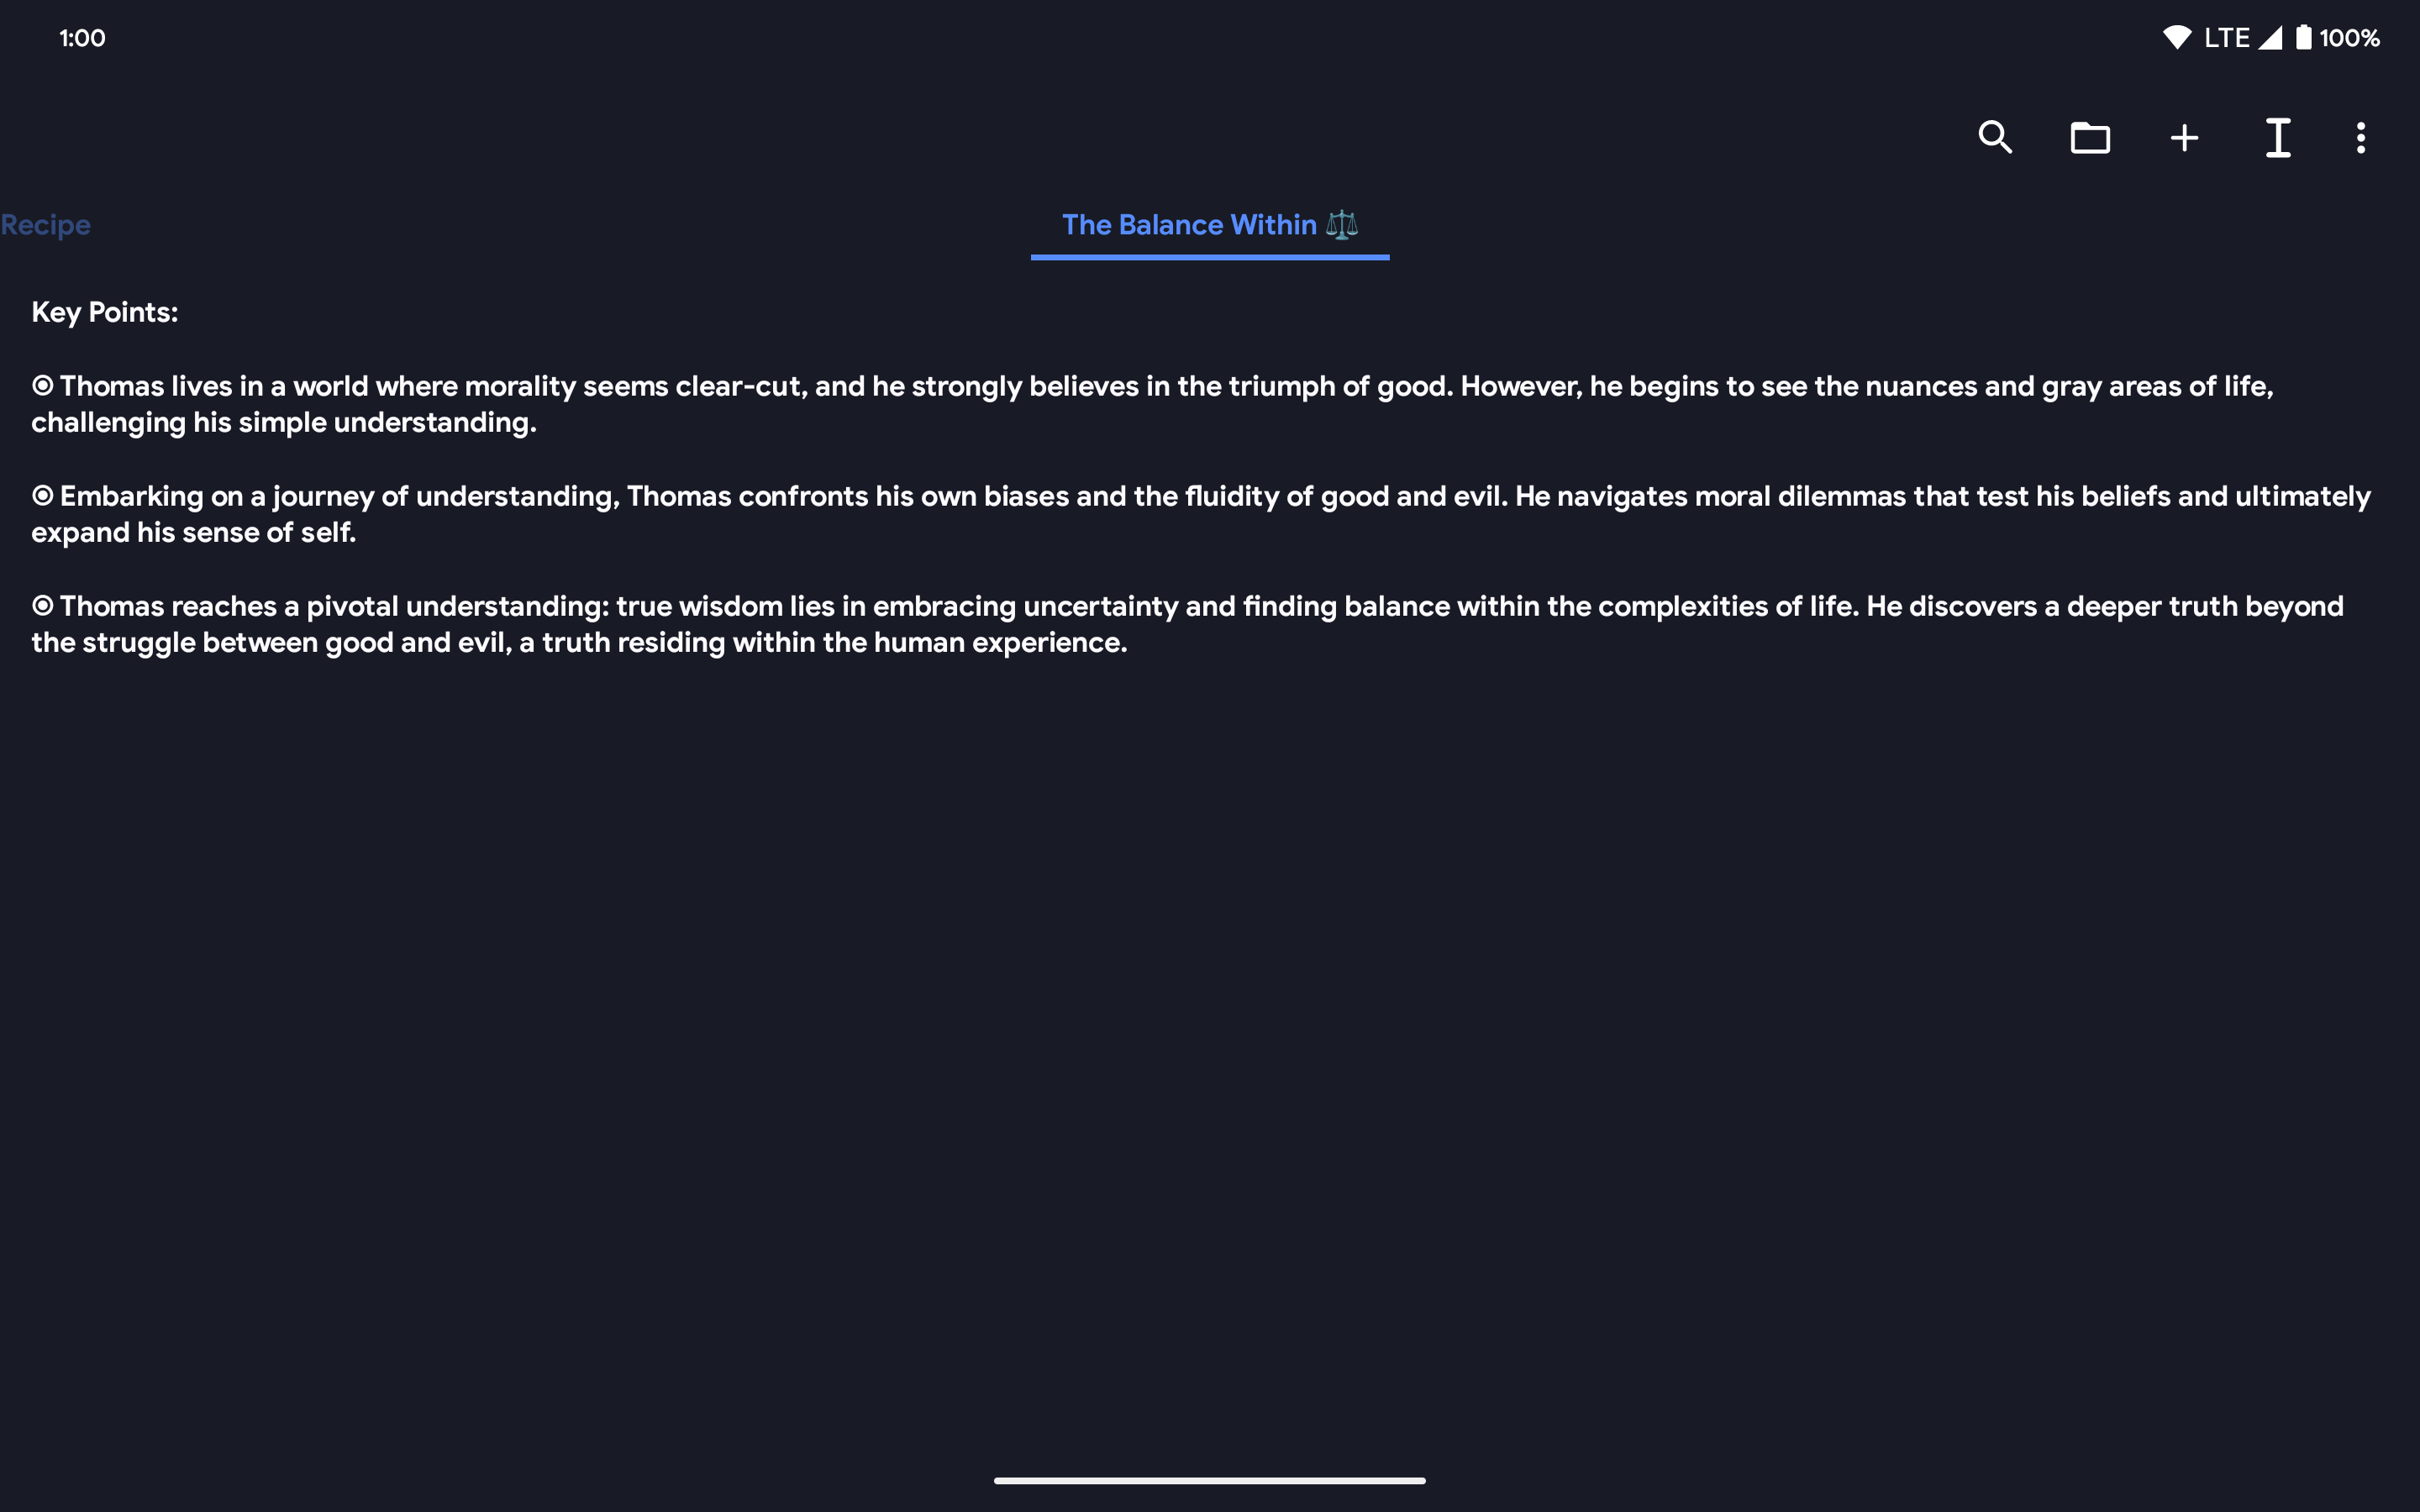 1:00
LTE 100%
Recipe
The Balance Within ⚖️
Key Points:
◉ Thomas lives in a world where morality seems clear-cut, and he strongly believes in the triumph of good. However, he begins to see the nuances and gray areas of life,
challenging his simple understanding.
◉ Embarking on a journey of understanding, Thomas confronts his own biases and the fluidity of good and evil. He navigates moral dilemmas that test his beliefs and ultimately
expand his sense of self.
◉ Thomas reaches a pivotal understanding: true wisdom lies in embracing uncertainty and finding balance within the complexities of life. He discovers a deeper truth beyond
the struggle between good and evil, a truth residing within the human experience.